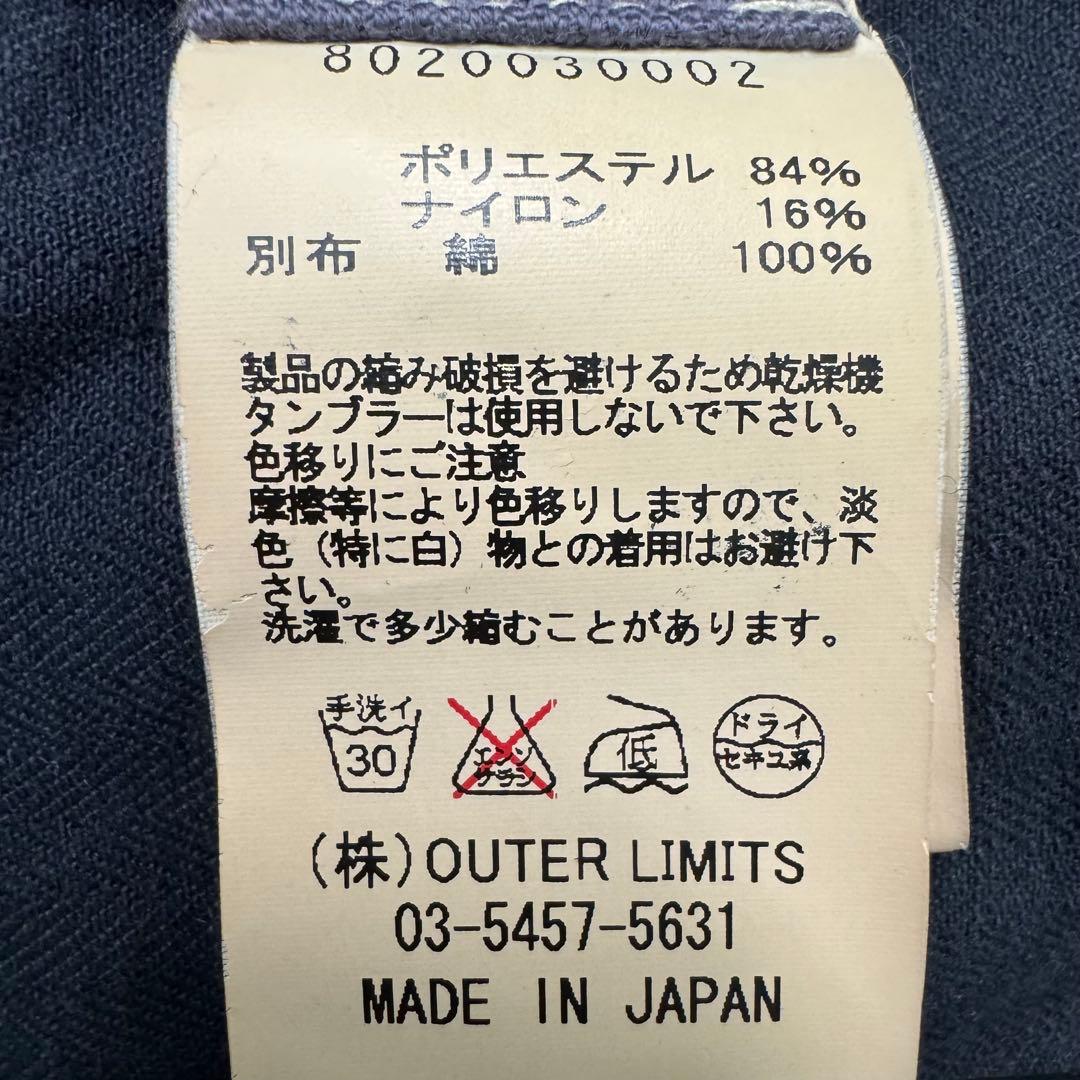 8020030002
ポリエステル 84%
ナイロン 16%
別布 綿 100%
製品の縮み破損を避けるため乾燥機
タンブラーは使用しないで下さい。
色移りにご注意
摩擦等により色移りしますので、淡
色(特に白)物との着用はお避け下
さい。
洗濯で多少縮むことがあります。
手洗イ
30
エンソ
サラシ
低
ドライ
セキユ系
(株)OUTER LIMITS
03-5457-5631
MADE IN JAPAN